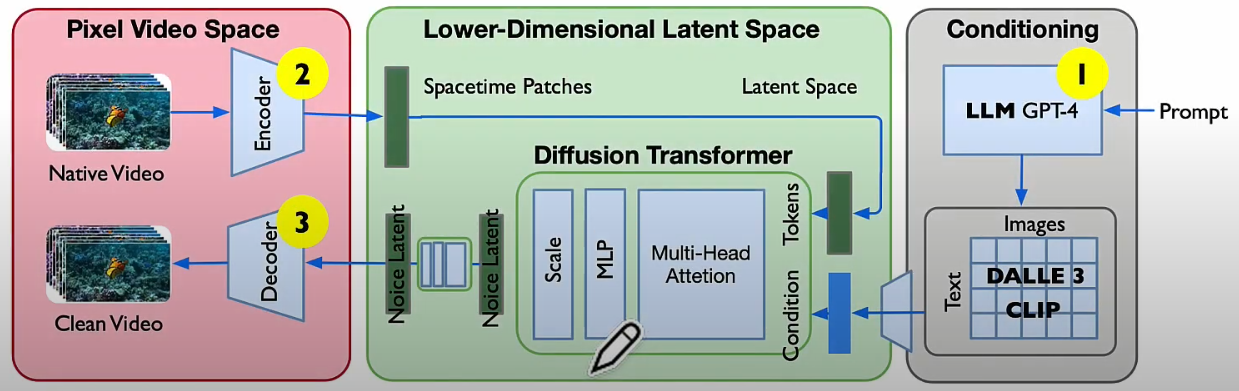 Pixel Video Space
2
Encoder
Native Video
3
Decoder
Clean Video
Lower-Dimensional Latent Space
Spacetime Patches
Latent Space
Diffusion Transformer
Noice Latent
Noice Latent
Scale
MLP
Multi-Head
Attetion
Tokens
Condition
Conditioning
1
LLM GPT-4
Prompt
Images
Text
DALLE 3
CLIP